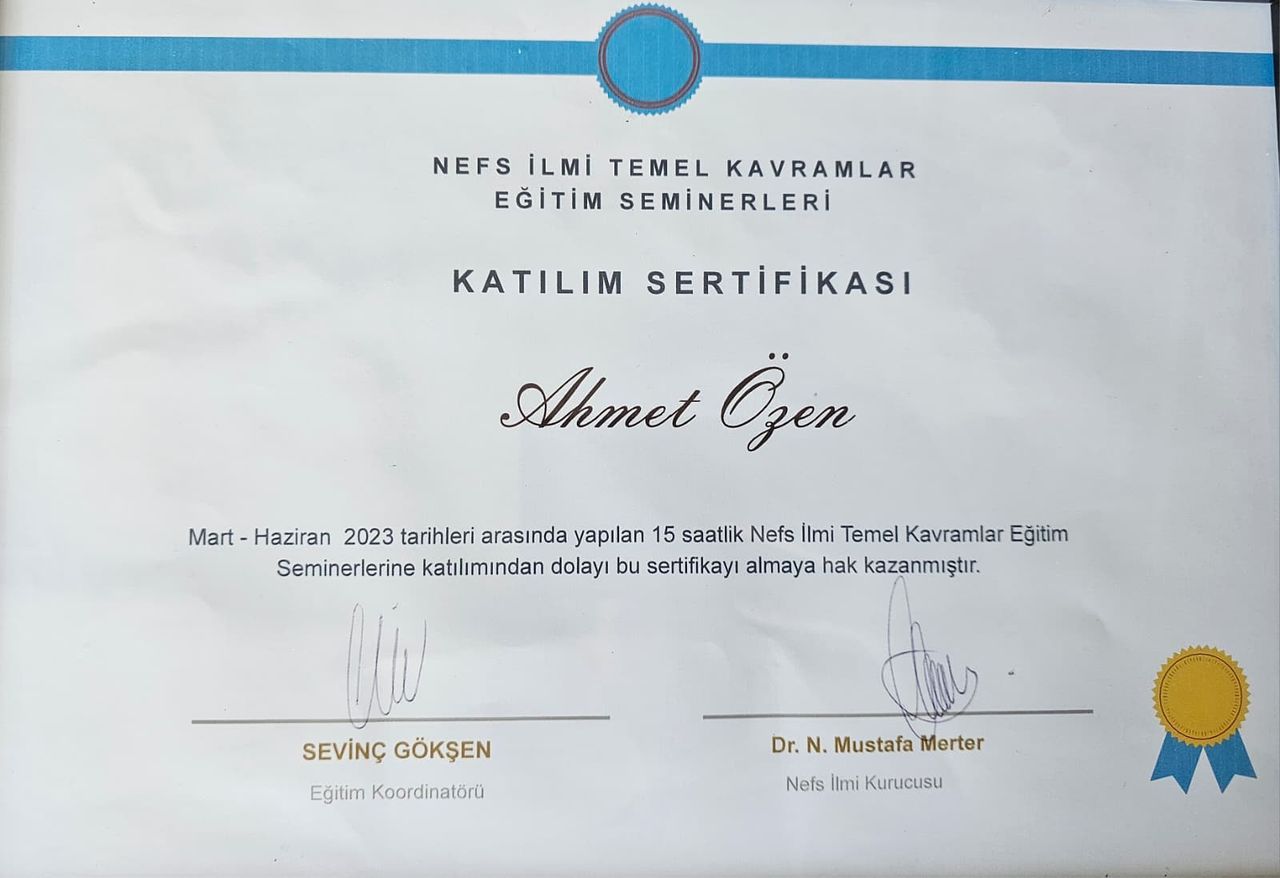 NEFS İLMİ TEMEL KAVRAMLAR
EĞİTİM SEMİNERLERİ
KATILIM SERTİFİKASI
Ahmet Özen
Mart - Haziran 2023 tarihleri arasında yapılan 15 saatlik Nefs İlmi Temel Kavramlar Eğitim
Seminerlerine katılımından dolayı bu sertifikayı almaya hak kazanmıştır.
SEVİNÇ GÖKŞEN
Eğitim Koordinatörü
Dr. N. Mustafa Merter
Nefs İlmi Kurucusu